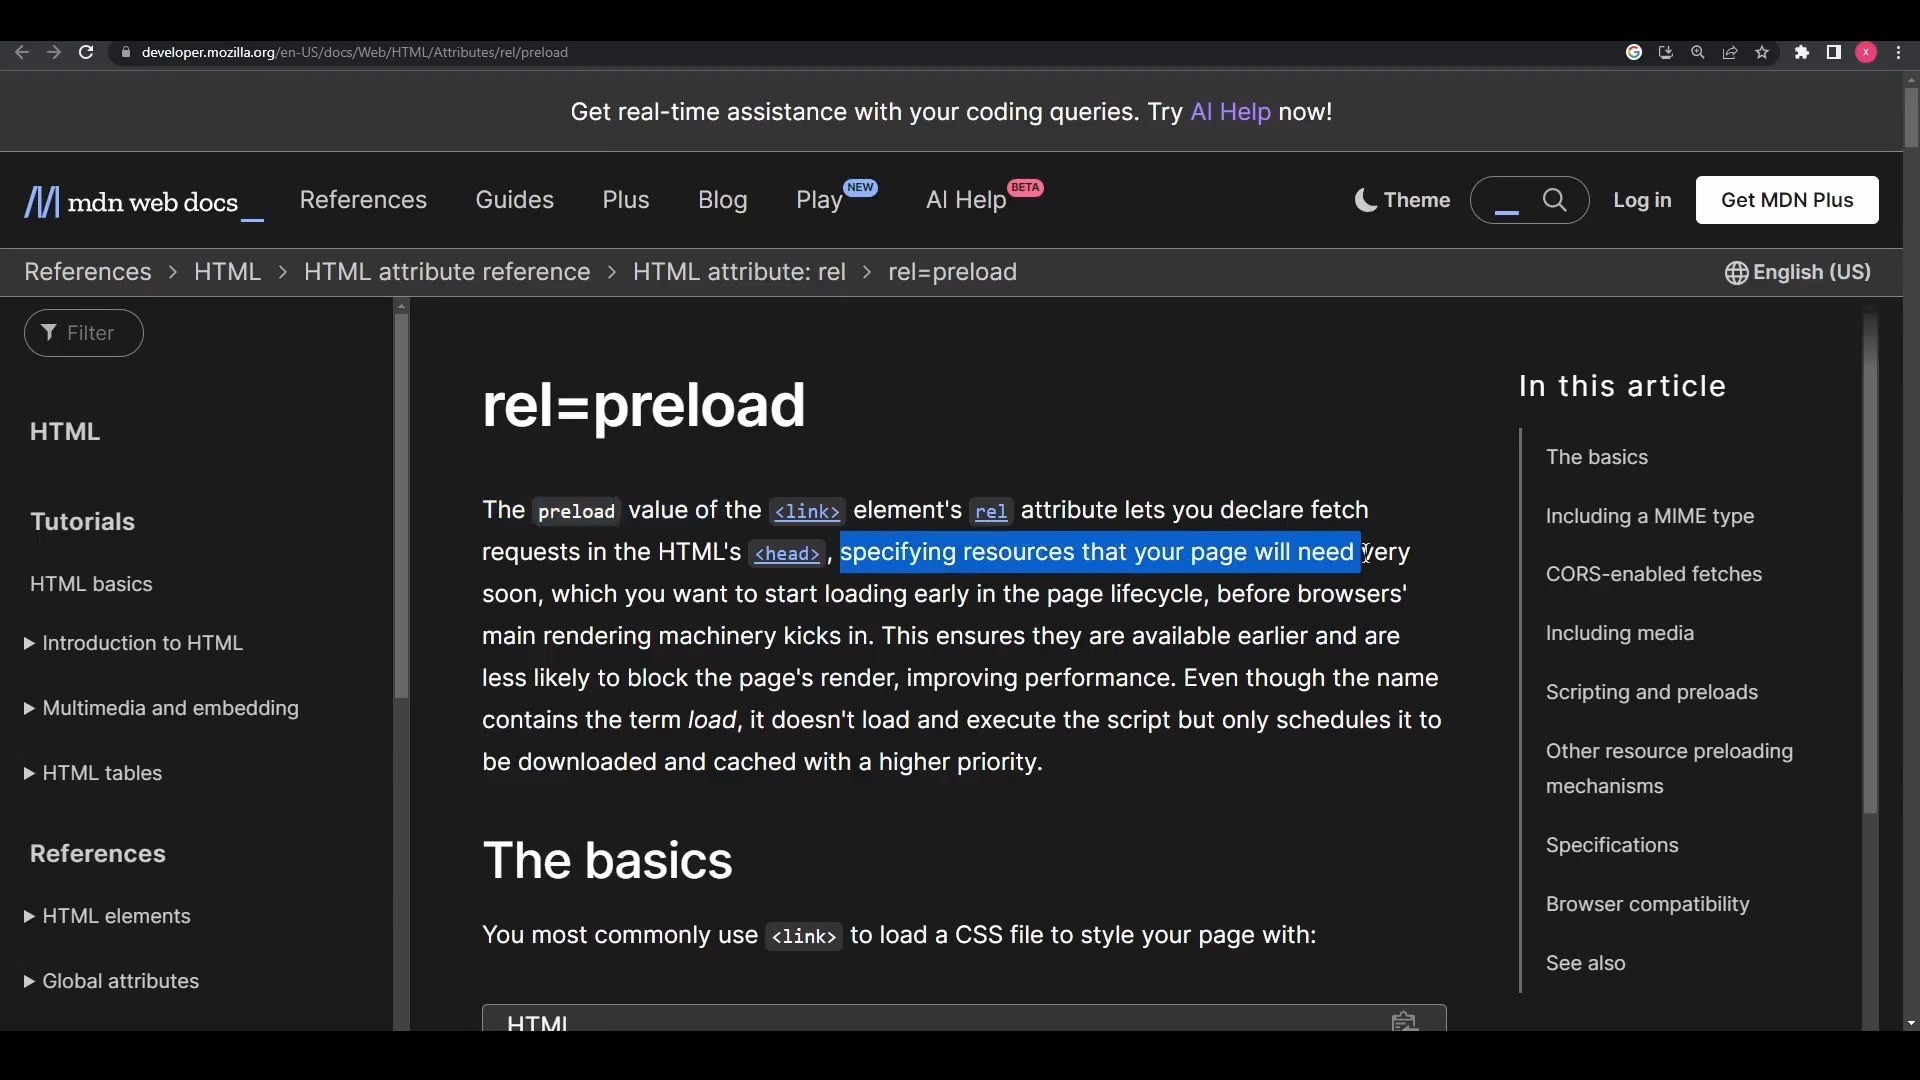 developer.mozilla.org/en-US/docs/Web/HTML/Attributes/rel/preload
x
Get real-time assistance with your coding queries. Try AI Help now!
mdn web docs_
References
Guides
Plus
Blog
Play NEW
AI Help BETA
Theme
Log in
Get MDN Plus
References > HTML > HTML attribute reference > HTML attribute: rel > rel=preload
English (US)
Filter
HTML
Tutorials
HTML basics
Introduction to HTML
Multimedia and embedding
HTML tables
References
HTML elements
Global attributes
rel=preload
The preload value of the <link> element's rel attribute lets you declare fetch
requests in the HTML's <head>, specifying resources that your page will need very
soon, which you want to start loading early in the page lifecycle, before browsers'
main rendering machinery kicks in. This ensures they are available earlier and are
less likely to block the page's render, improving performance. Even though the name
contains the term load, it doesn't load and execute the script but only schedules it to
be downloaded and cached with a higher priority.
The basics
You most commonly use <link> to load a CSS file to style your page with:
HTML
In this article
The basics
Including a MIME type
CORS-enabled fetches
Including media
Scripting and preloads
Other resource preloading
mechanisms
Specifications
Browser compatibility
See also